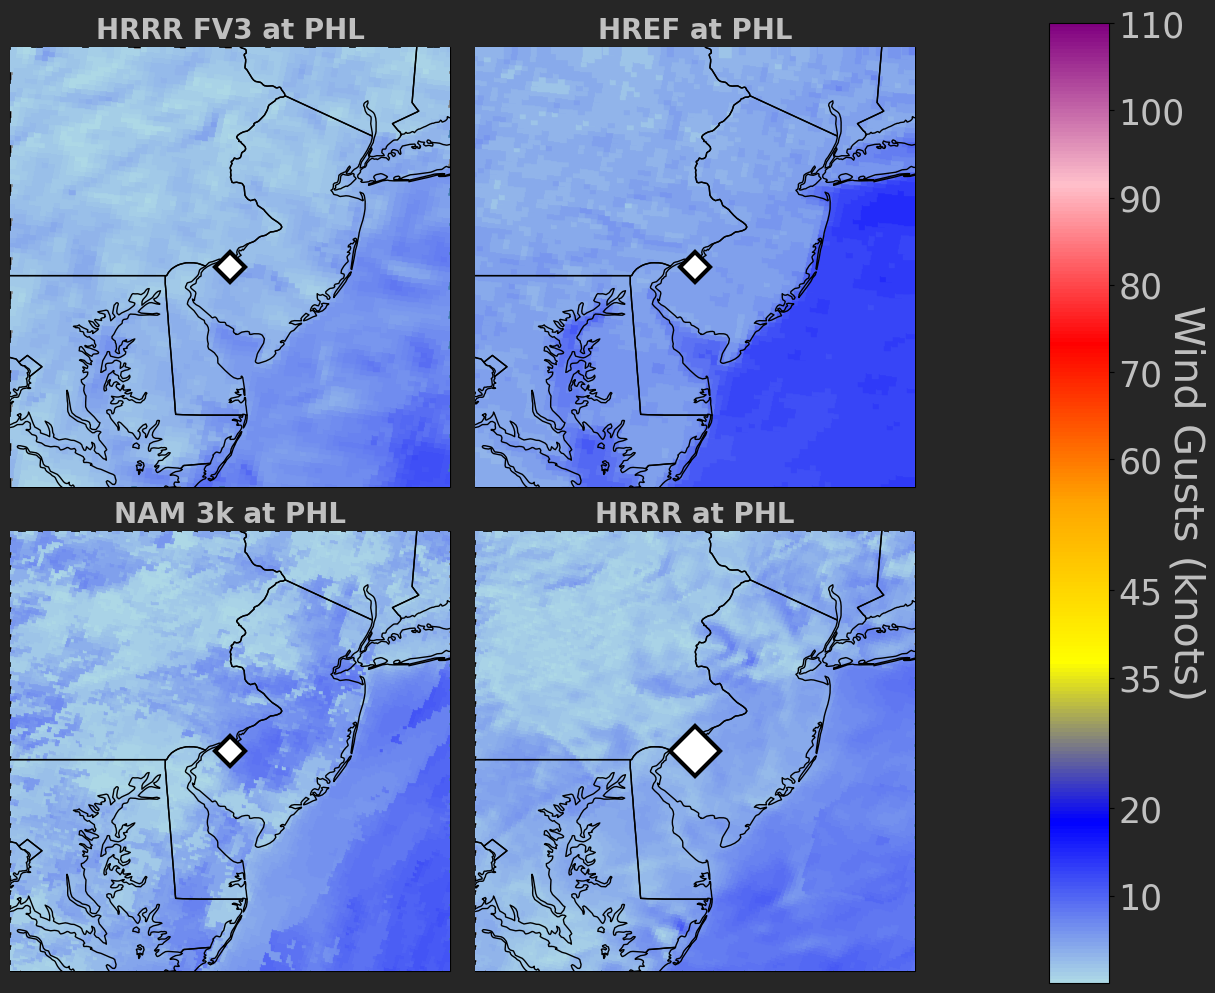 HRRR FV3 at PHL
HREF at PHL
NAM 3k at PHL
HRRR at PHL
110
100
90
80
70
60
45
35
20
10
Wind Gusts (knots)